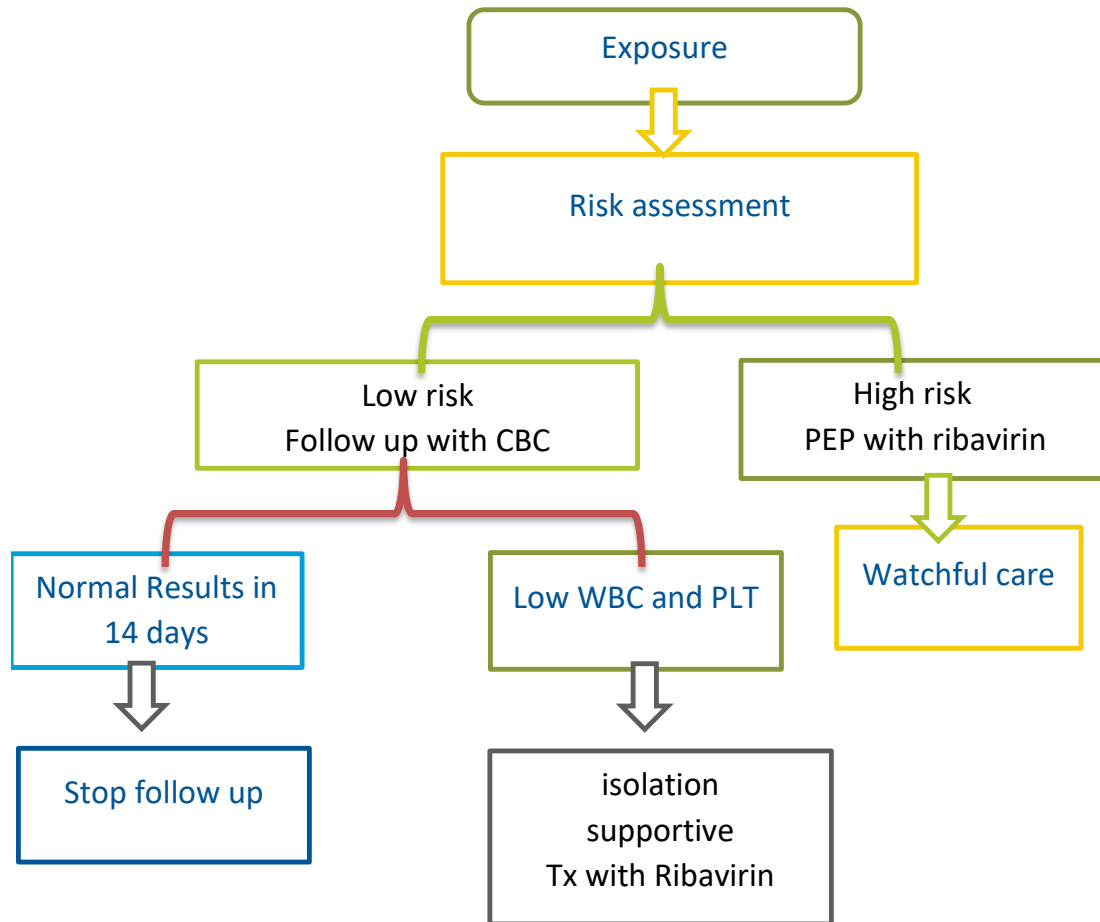 Exposure
Risk assessment
Low risk
Follow up with CBC
High risk
PEP with ribavirin
Normal Results in
14 days
Low WBC and PLT
Watchful care
Stop follow up
isolation
supportive
Tx with Ribavirin